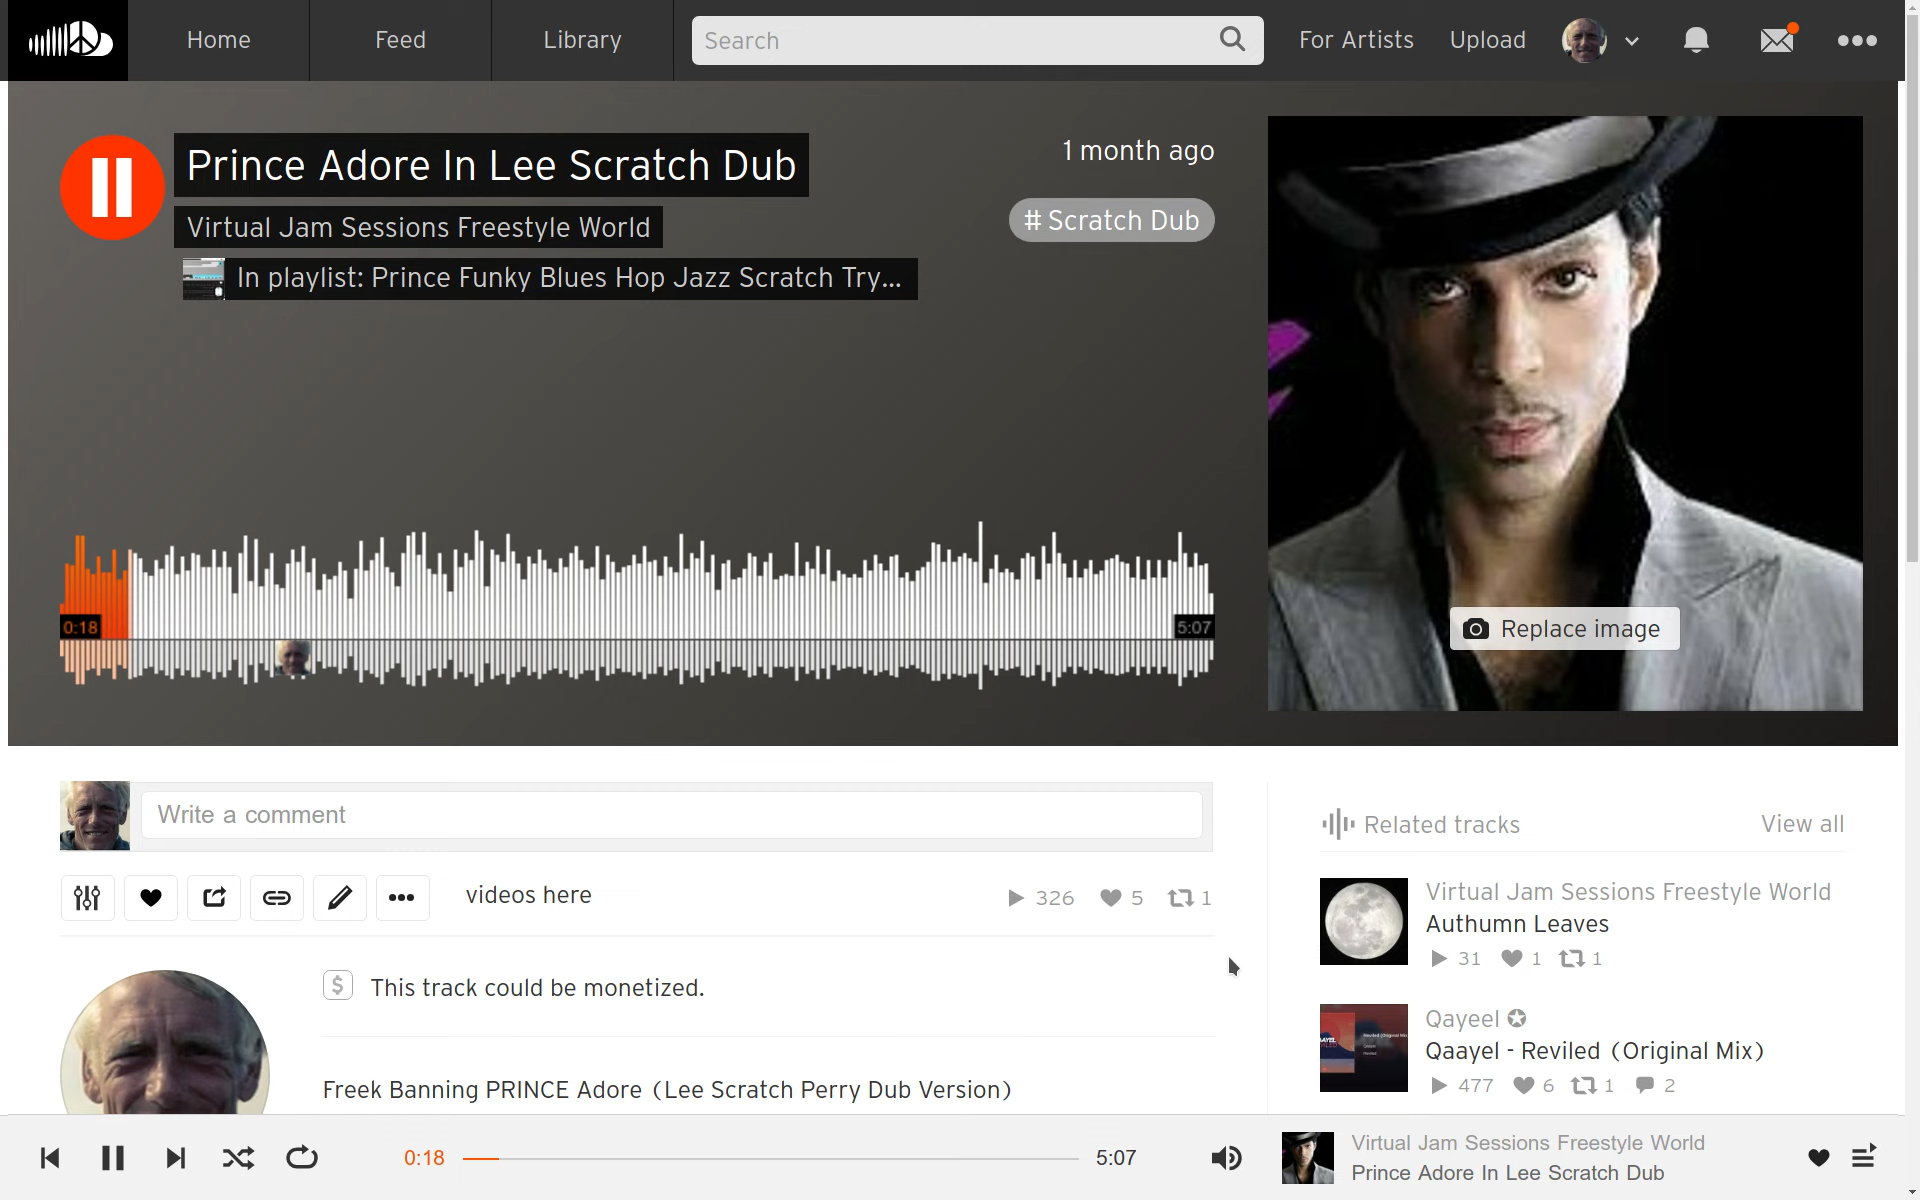 Home
Feed
Library
Search
For Artists
Upload
Prince Adore In Lee Scratch Dub
Virtual Jam Sessions Freestyle World
In playlist: Prince Funky Blues Hop Jazz Scratch Try...
1 month ago
# Scratch Dub
0:18
5:07
Replace image
Write a comment
videos here
326
5
1
This track could be monetized.
Freek Banning PRINCE Adore (Lee Scratch Perry Dub Version)
Related tracks
View all
Virtual Jam Sessions Freestyle World
Authumn Leaves
31
1
1
Qayeel
Qaayel - Reviled (Original Mix)
477
6
1
2
0:18
5:07
Virtual Jam Sessions Freestyle World
Prince Adore In Lee Scratch Dub